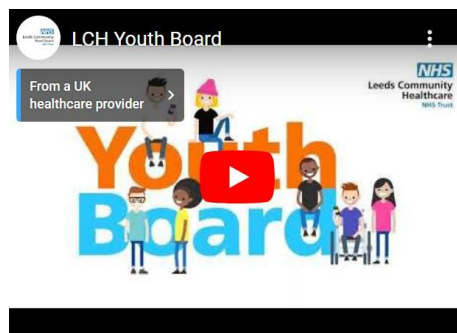 LCH Youth Board
From a UK
healthcare provider
NHS
Leeds Community
Healthcare
NHS Trust
Youth
Board